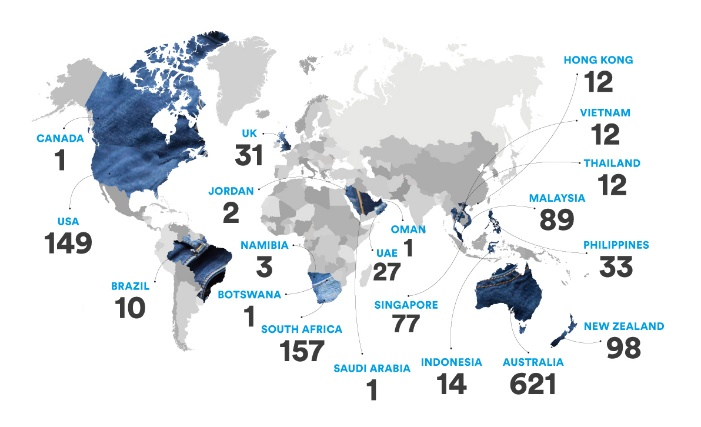 HONG KONG
12
VIETNAM
12
THAILAND
12
MALAYSIA
89
PHILIPPINES
33
CANADA
1
UK
31
USA
149
JORDAN
2
OMAN
1
UAE
27
NAMIBIA
3
BRAZIL
10
BOTSWANA
1
SINGAPORE
77
SOUTH AFRICA
157
NEW ZEALAND
98
SAUDI ARABIA
1
INDONESIA
14
AUSTRALIA
621